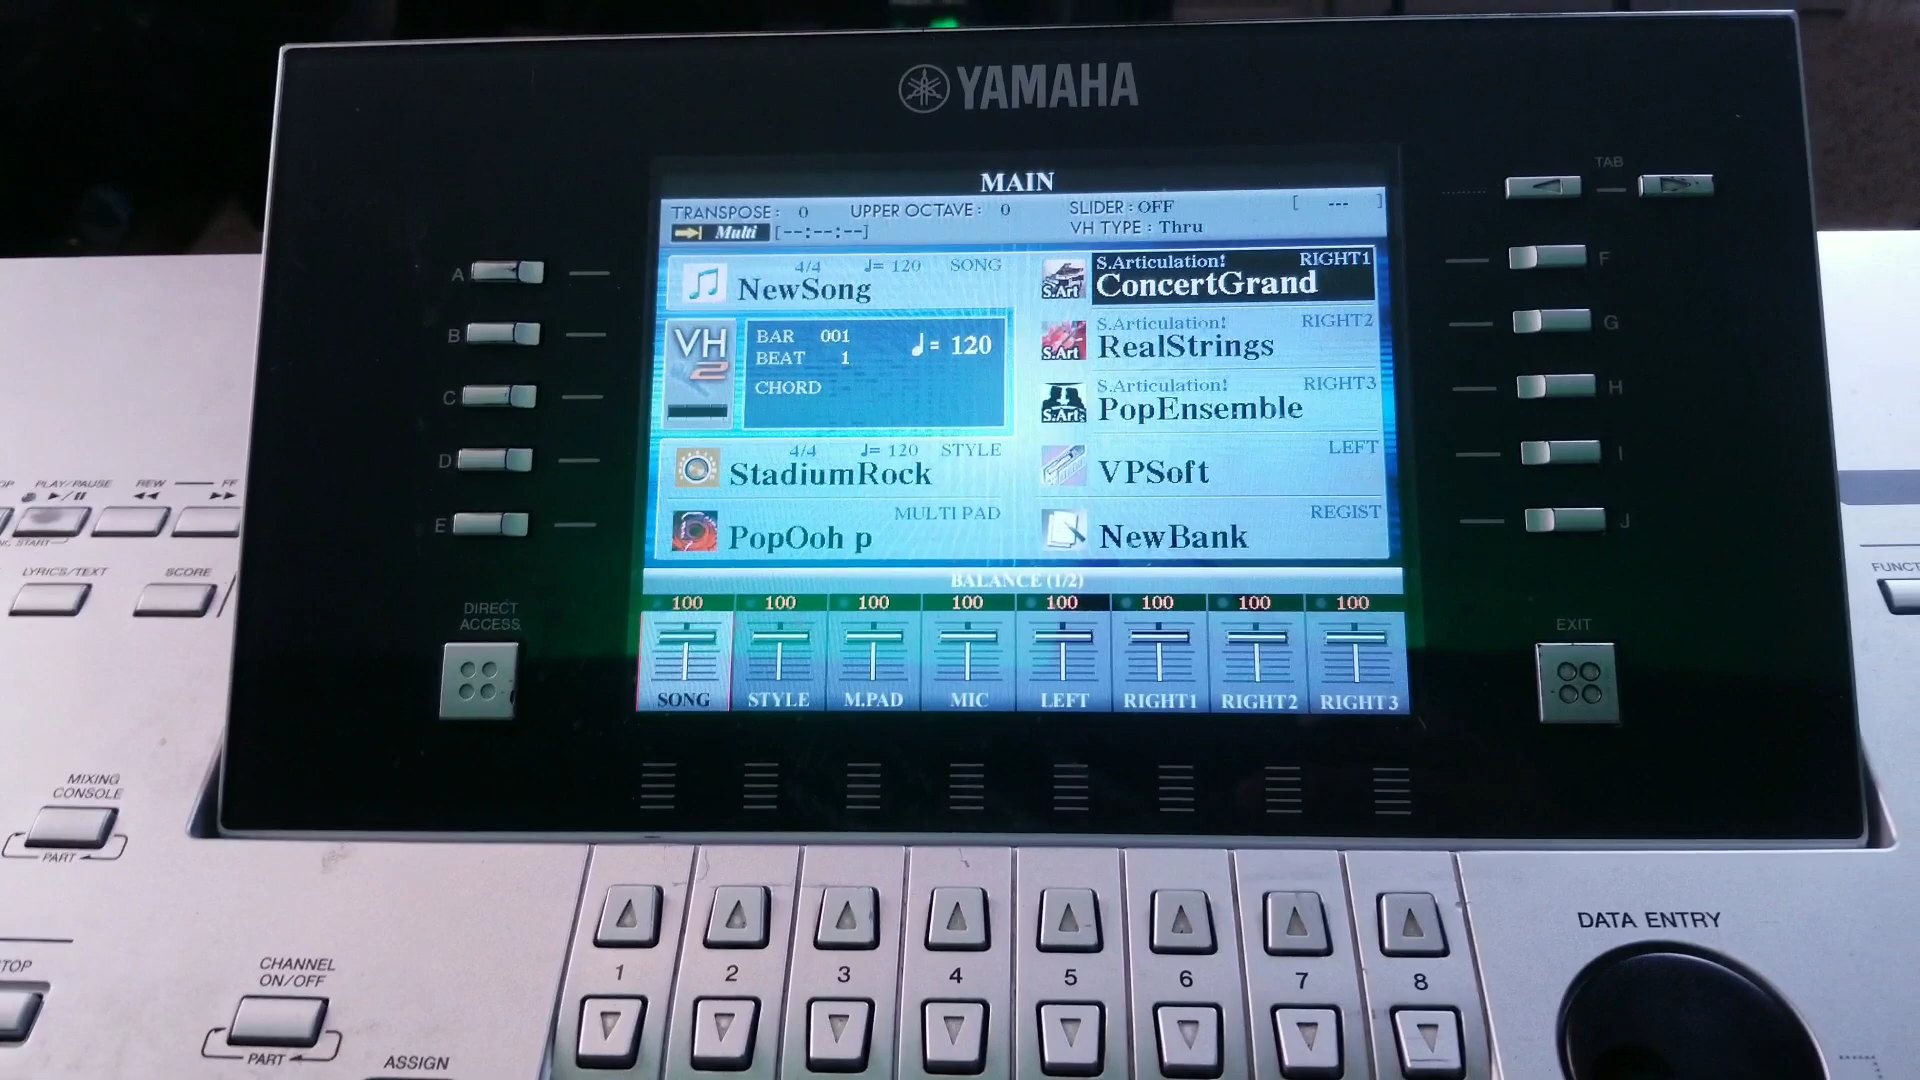 YAMAHA
MAIN
TRANSPOSE: 0 UPPER OCTAVE: 0 SLIDER: OFF [ --- ]
Multi [--:--:--] VH TYPE : Thru
4/4 ♩= 120 SONG
NewSong
VH
2
BAR 001
BEAT 1
♩= 120
CHORD
4/4 ♩= 120 STYLE
StadiumRock
MULTI PAD
PopOoh p
S.Articulation! RIGHT1
S.Art ConcertGrand
S.Articulation! RIGHT2
S.Art RealStrings
S.Articulation! RIGHT3
S.Art PopEnsemble
LEFT
VPSoft
REGIST
NewBank
BALANCE (1/2)
100 100 100 100 100 100 100 100
SONG STYLE M.PAD MIC LEFT RIGHT1 RIGHT2 RIGHT3
A
B
C
D
E
TAB
F
G
H
I
J
PLAY/PAUSE REW FF
START
LYRICS/TEXT SCORE
DIRECT
ACCESS
EXIT
MIXING
CONSOLE
PART
CHANNEL
ON/OFF
PART
ASSIGN
1 2 3 4 5 6 7 8
DATA ENTRY